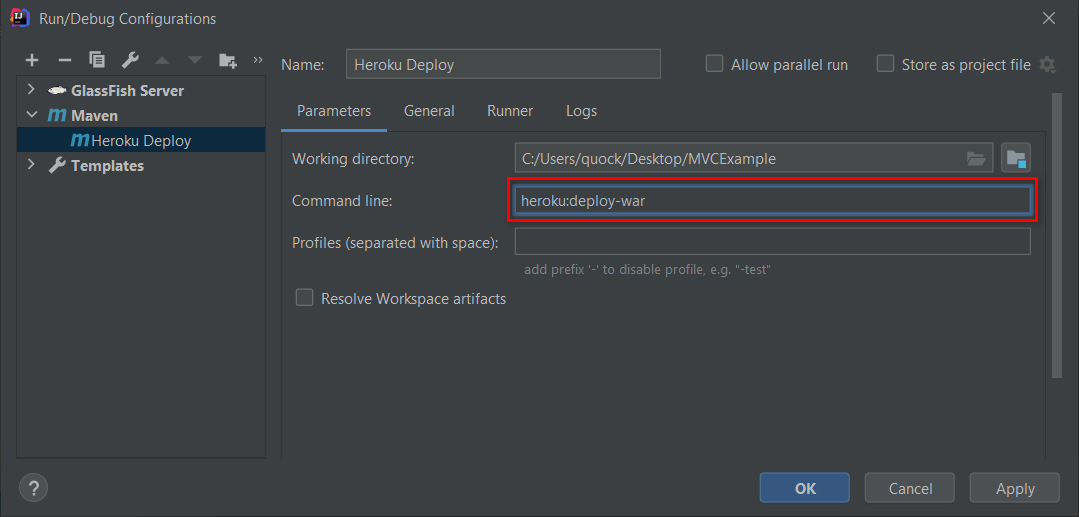 Run/Debug Configurations
Name: Heroku Deploy
Allow parallel run
Store as project file
GlassFish Server
Maven
Heroku Deploy
Templates
Parameters General Runner Logs
Working directory: C:/Users/quock/Desktop/MVCExample
Command line: heroku:deploy-war
Profiles (separated with space):
add prefix '-' to disable profile, e.g. "-test"
Resolve Workspace artifacts
? OK Cancel Apply